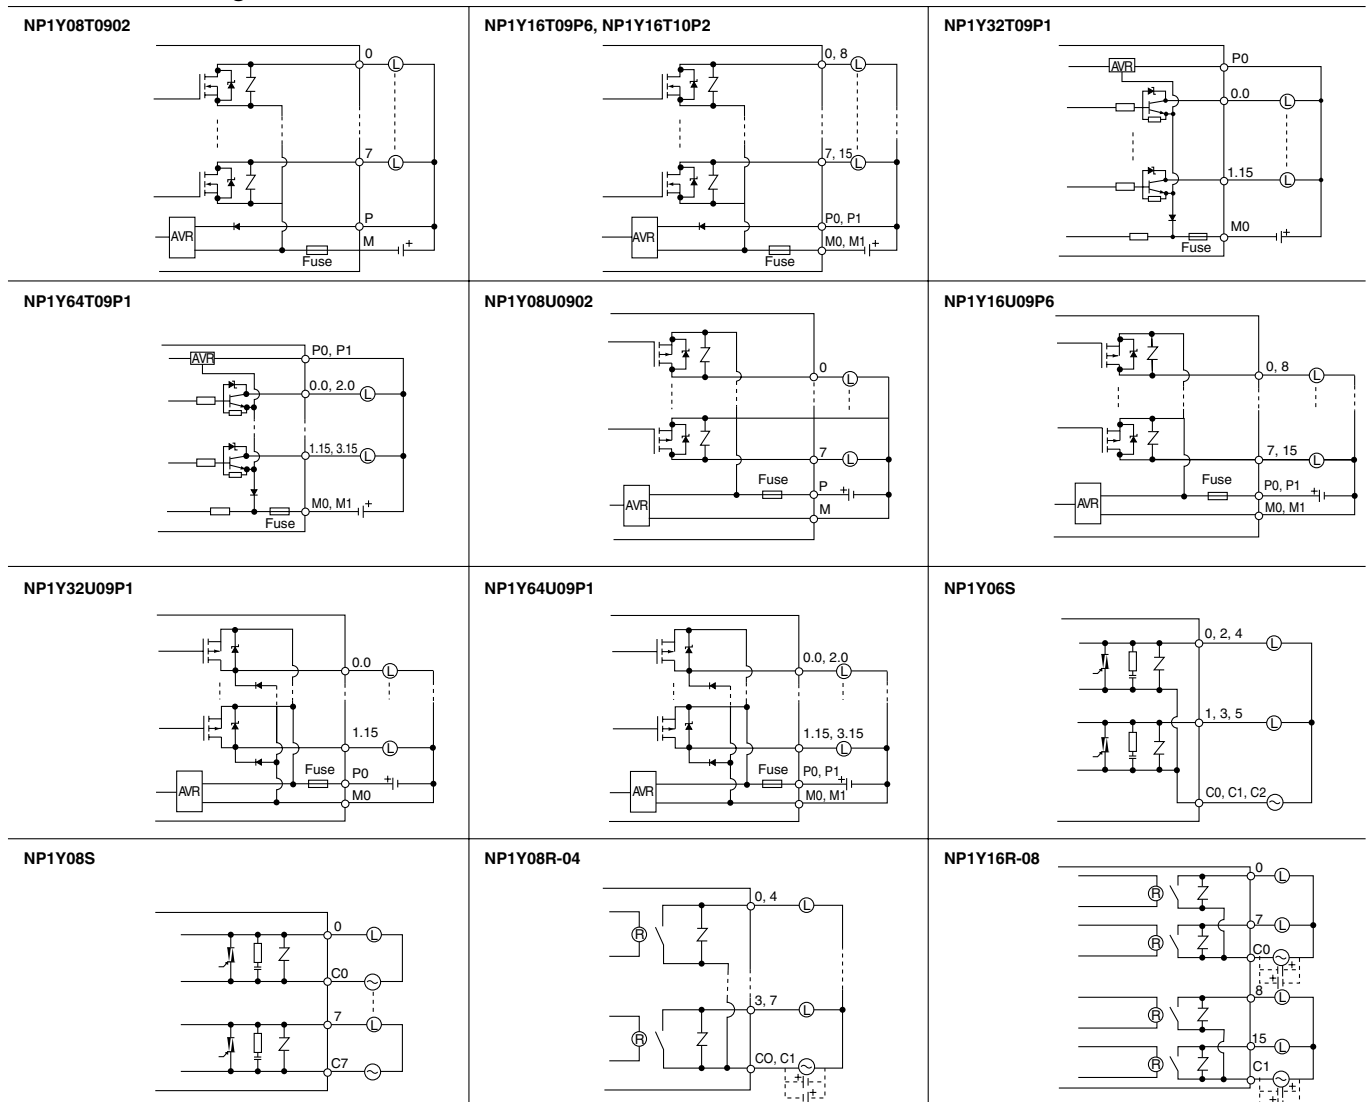 NP1Y08T0902
0
L
7
L
P
AVR
M
+
Fuse
NP1Y16T09P6, NP1Y16T10P2
0, 8
L
7, 15
L
P0, P1
AVR
M0, M1
+
Fuse
NP1Y32T09P1
AVR
P0
0.0
L
1.15
L
M0
+
Fuse
NP1Y64T09P1
AVR
P0, P1
0.0, 2.0
L
1.15, 3.15
L
M0, M1
+
Fuse
NP1Y08U0902
0
L
7
L
Fuse
P
+
AVR
M
NP1Y16U09P6
0, 8
L
7, 15
L
Fuse
P0, P1
+
AVR
M0, M1
NP1Y32U09P1
0.0
L
1.15
L
Fuse
P0
+
AVR
M0
NP1Y64U09P1
0.0, 2.0
L
1.15, 3.15
L
Fuse
P0, P1
+
AVR
M0, M1
NP1Y06S
0, 2, 4
L
1, 3, 5
L
C0, C1, C2
NP1Y08S
0
L
C0
7
L
C7
NP1Y08R-04
0, 4
R
L
3, 7
R
L
CO, C1
+
+
NP1Y16R-08
0
R
L
7
R
L
C0
+
+
8
R
L
15
R
L
C1
+
+